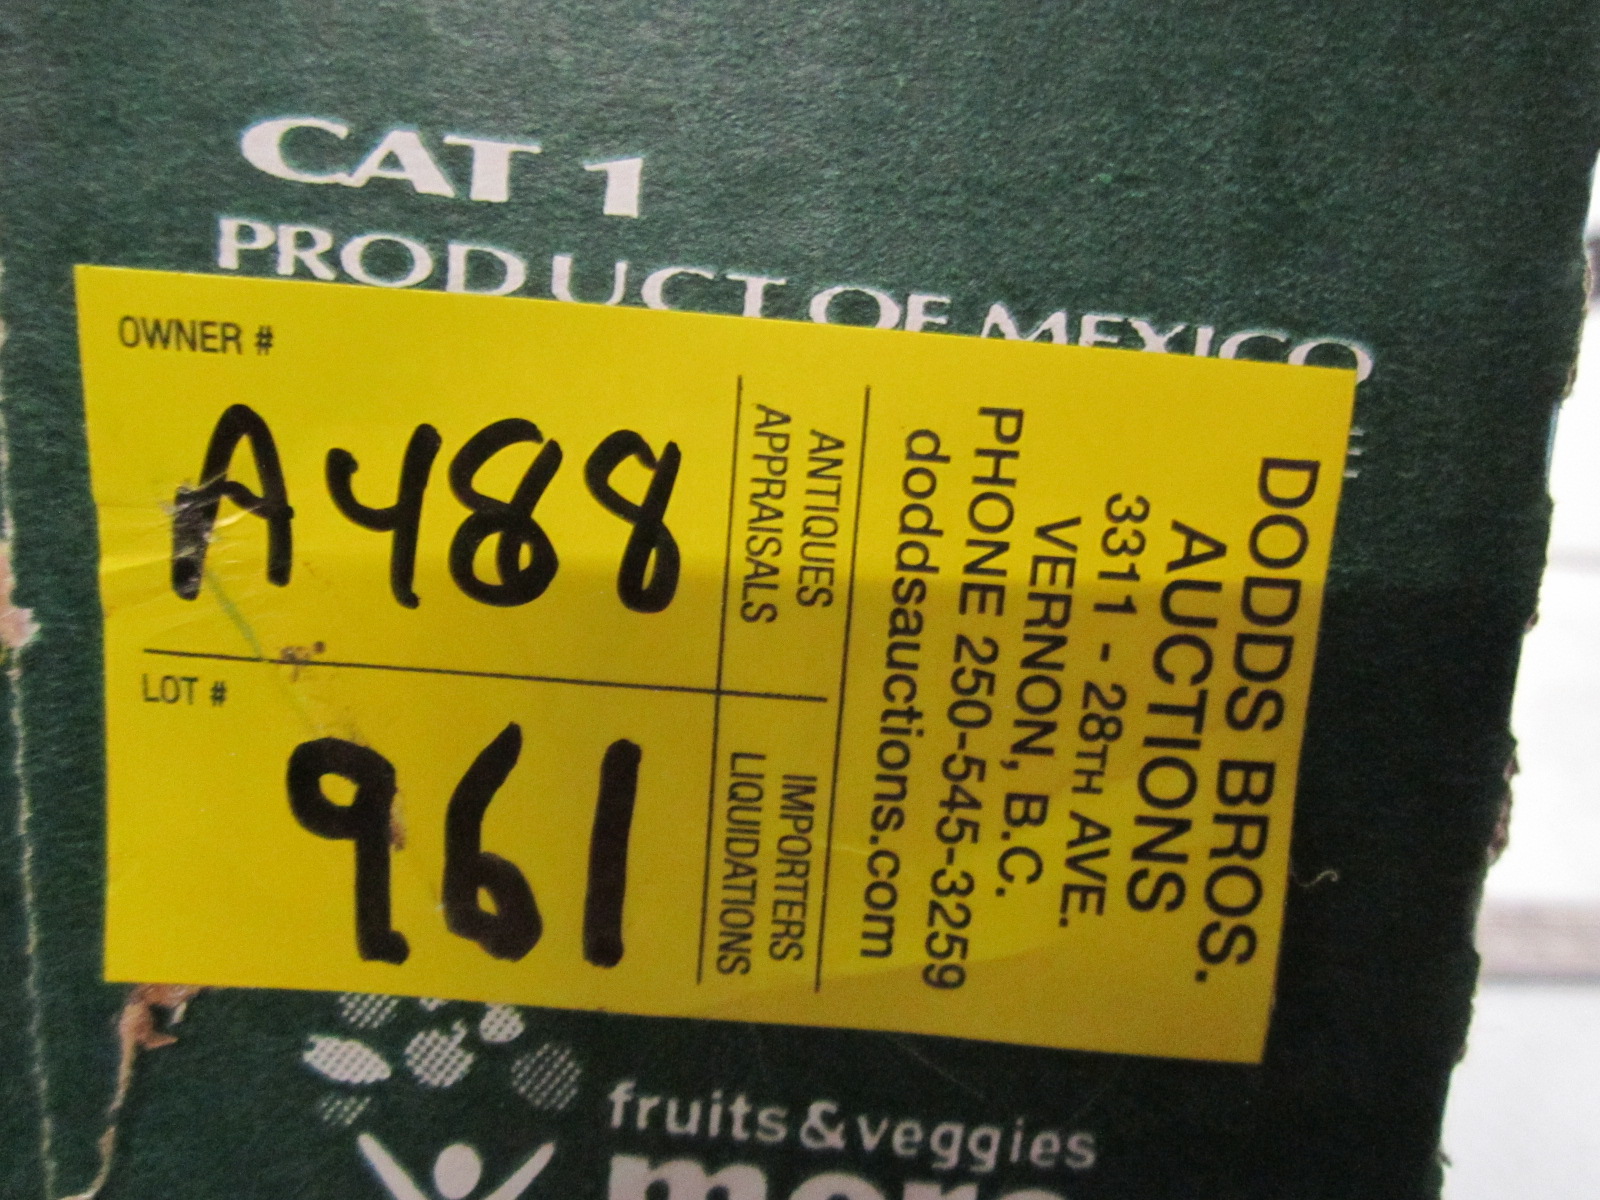 CAT 1
PRODUCT OF MEXICO
OWNER #
A488
LOT #
961
ANTIQUES
APPRAISALS
IMPORTERS
LIQUIDATIONS
DODDS BROS.
AUCTIONS
3311 - 28TH AVE.
VERNON, B.C.
PHONE 250-545-3259
doddsauctions.com
fruits&veggies
more